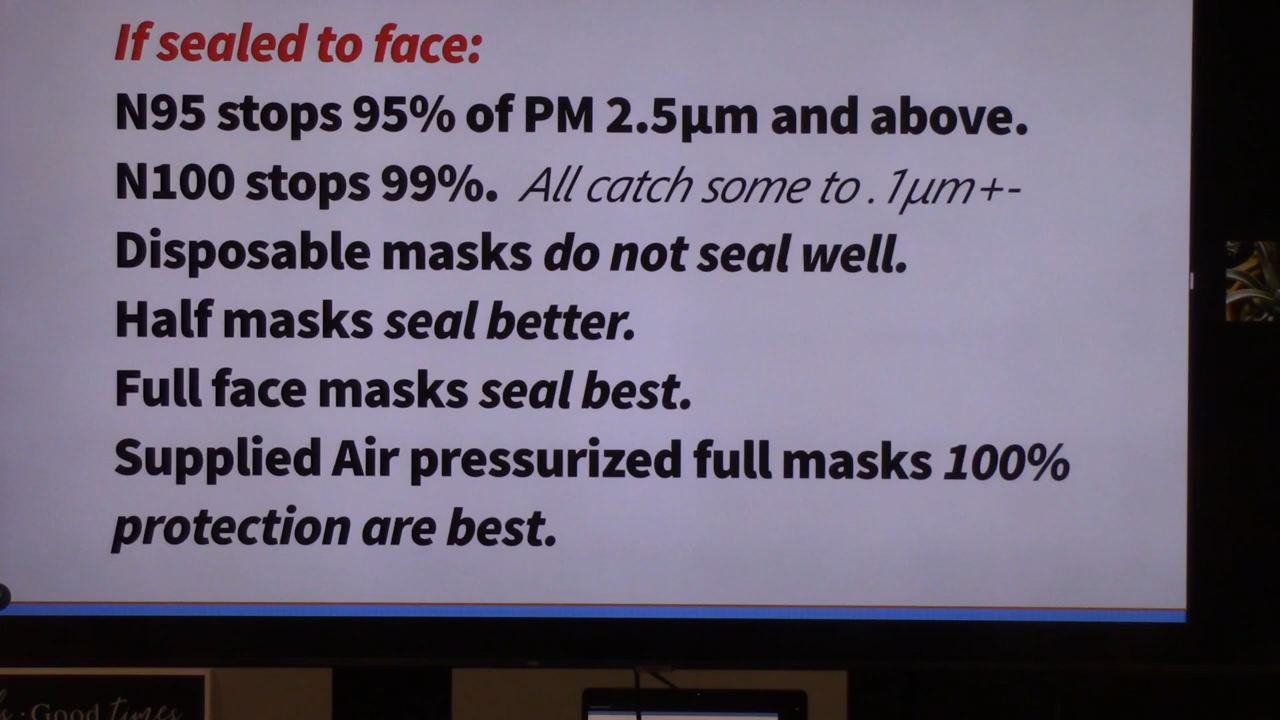 If sealed to face:
N95 stops 95% of PM 2.5µm and above.
N100 stops 99%. All catch some to .1µm+-
Disposable masks do not seal well.
Half masks seal better.
Full face masks seal best.
Supplied Air pressurized full masks 100%
protection are best.
Good times